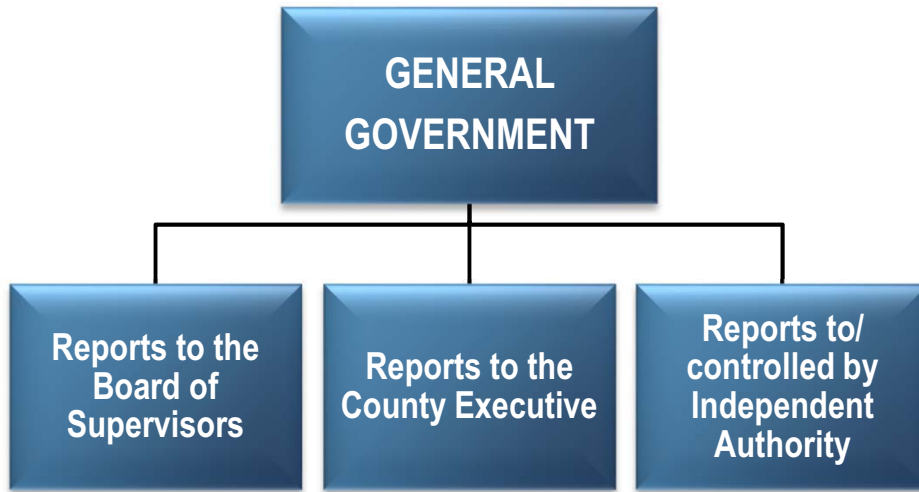 GENERAL
GOVERNMENT
Reports to the
Board of
Supervisors
Reports to the
County Executive
Reports to/
controlled by
Independent
Authority